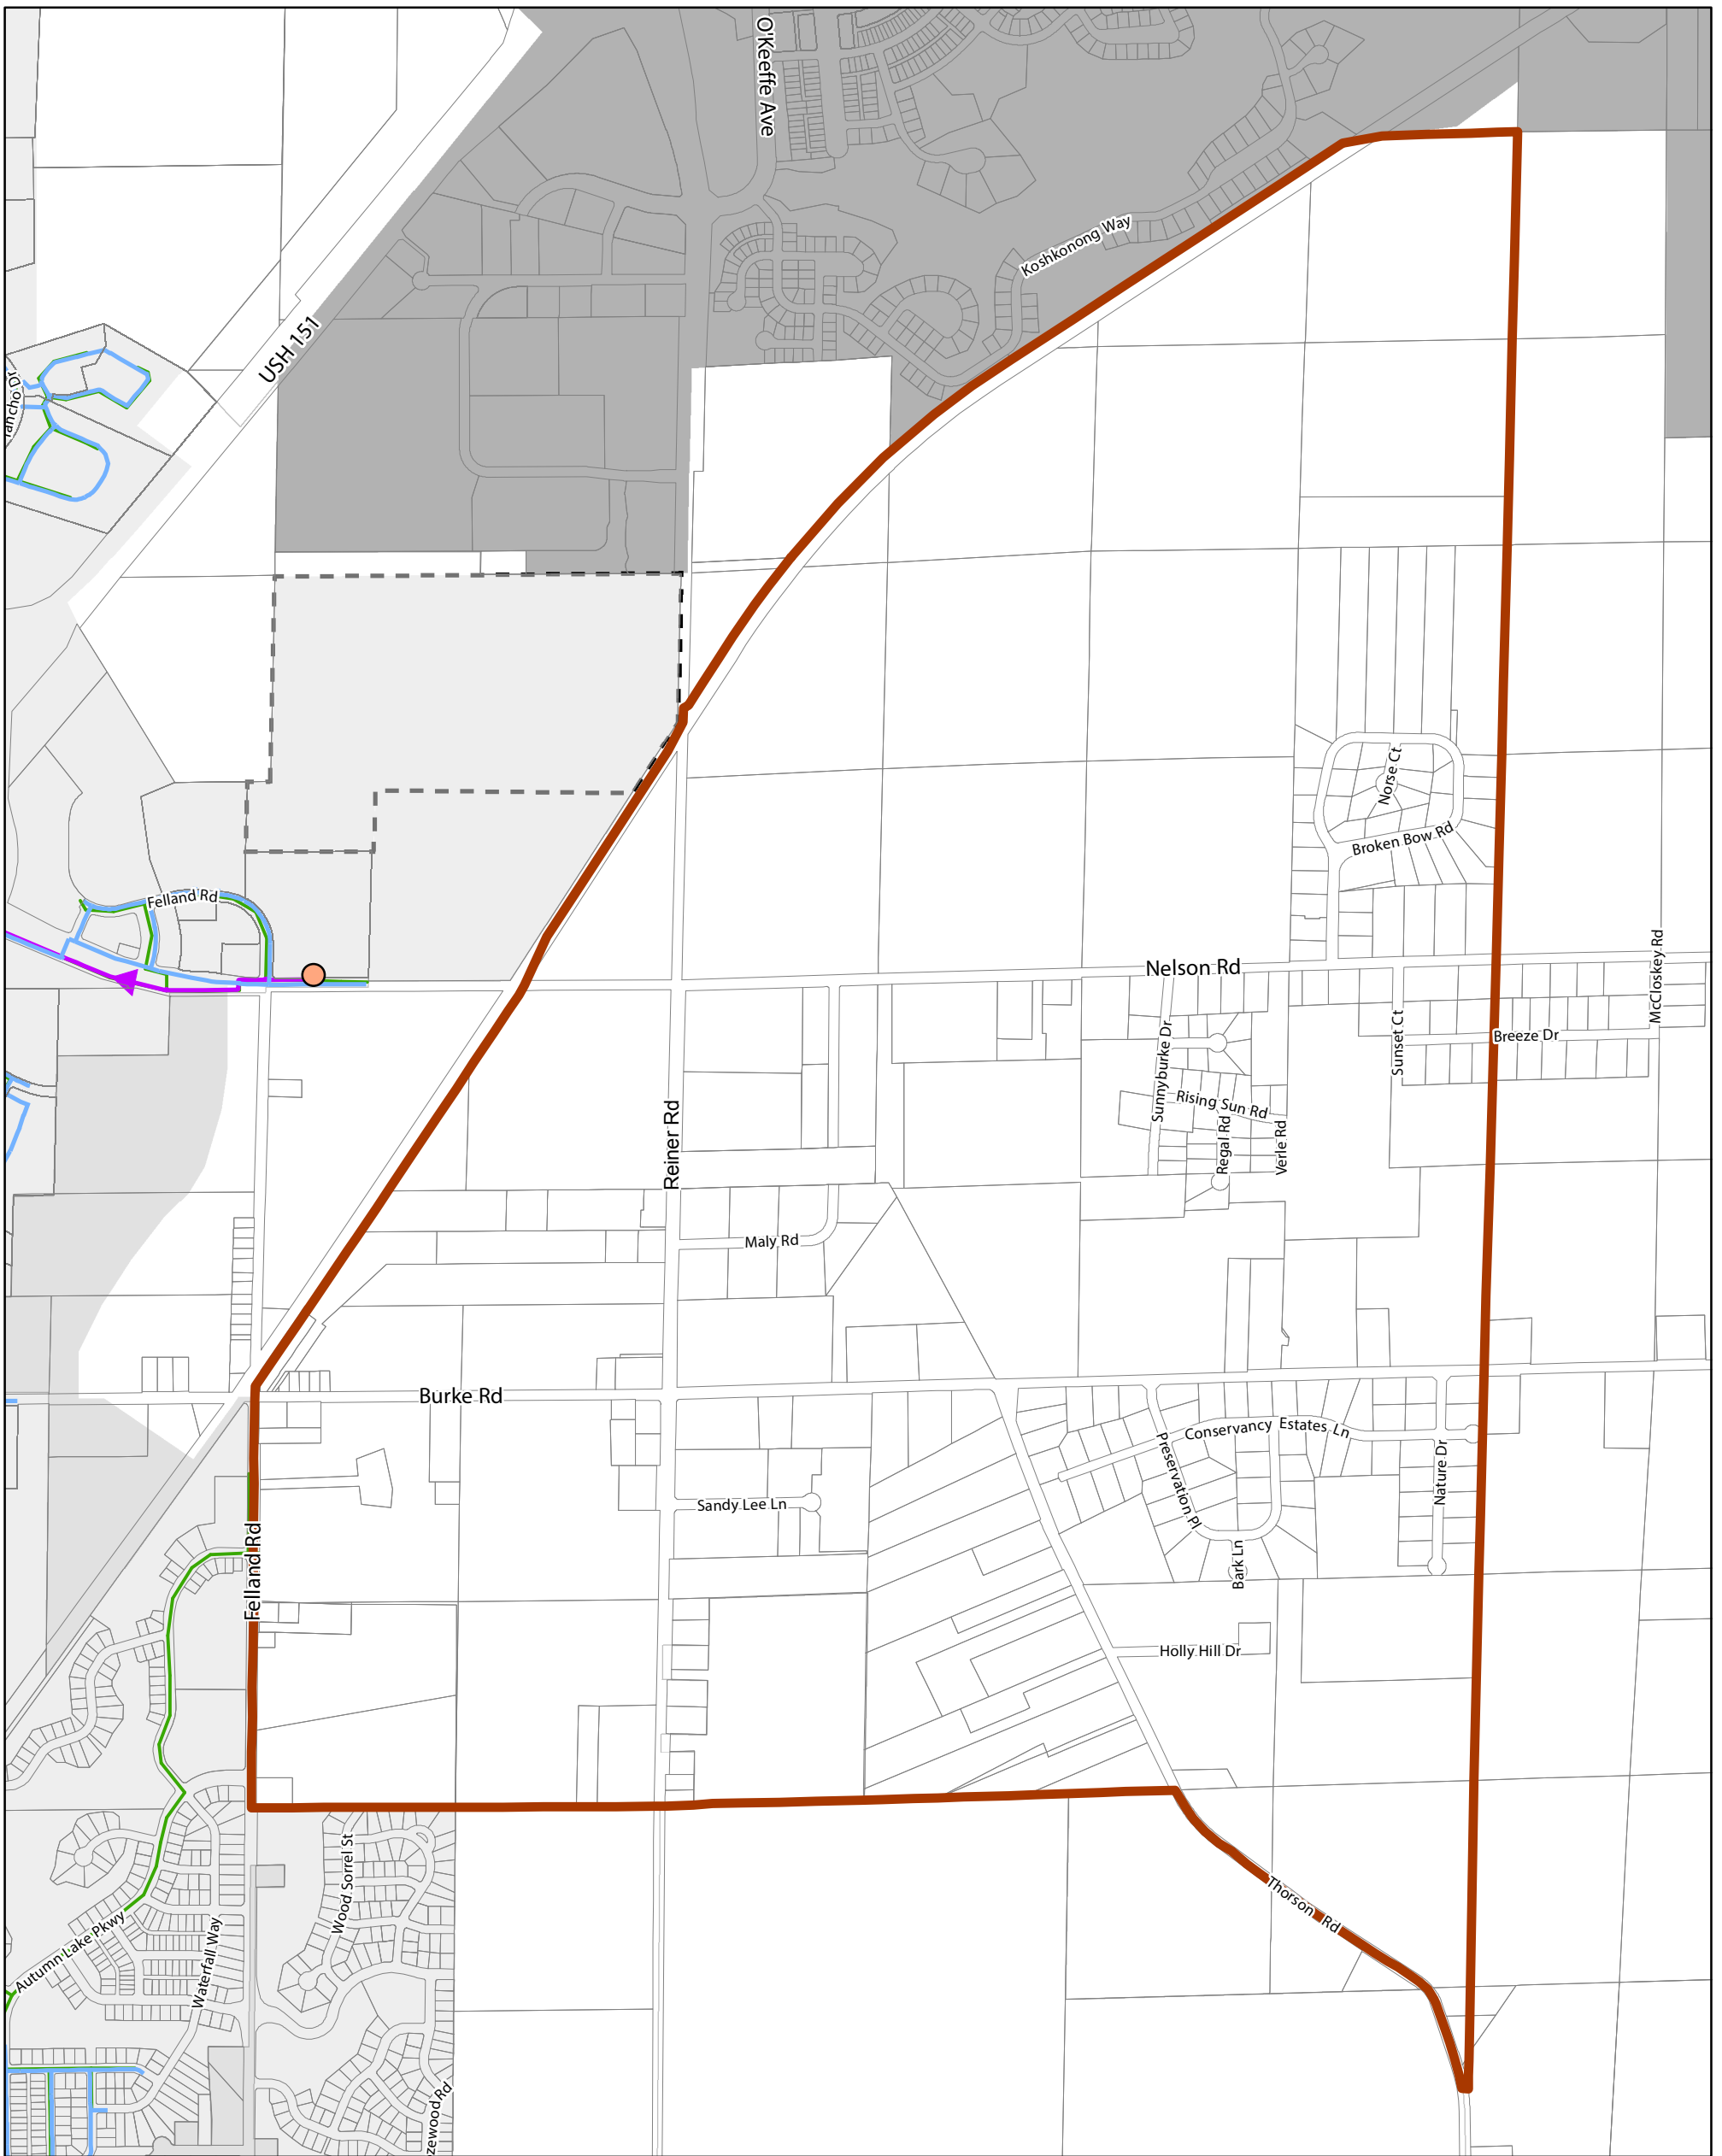 O'Keeffe Ave
Koshkonong Way
USH 151
Norse Ct
Broken Bow Rd
Felland Rd
McCloskey Rd
Nelson Rd
Sunnyburke Dr
Sunset Ct
Breeze Dr
Rising Sun Rd
Reiner Rd
Regal Rd
Verle Rd
Maly Rd
Burke Rd
Conservancy Estates Ln
Preservation Pl
Nature Dr
Sandy Lee Ln
Felland Rd
Bark Ln
Holly Hill Dr
Wood Sorrel St
Thorson Rd
Autumn Lake Pkwy
Waterfall Way
zewood Rd